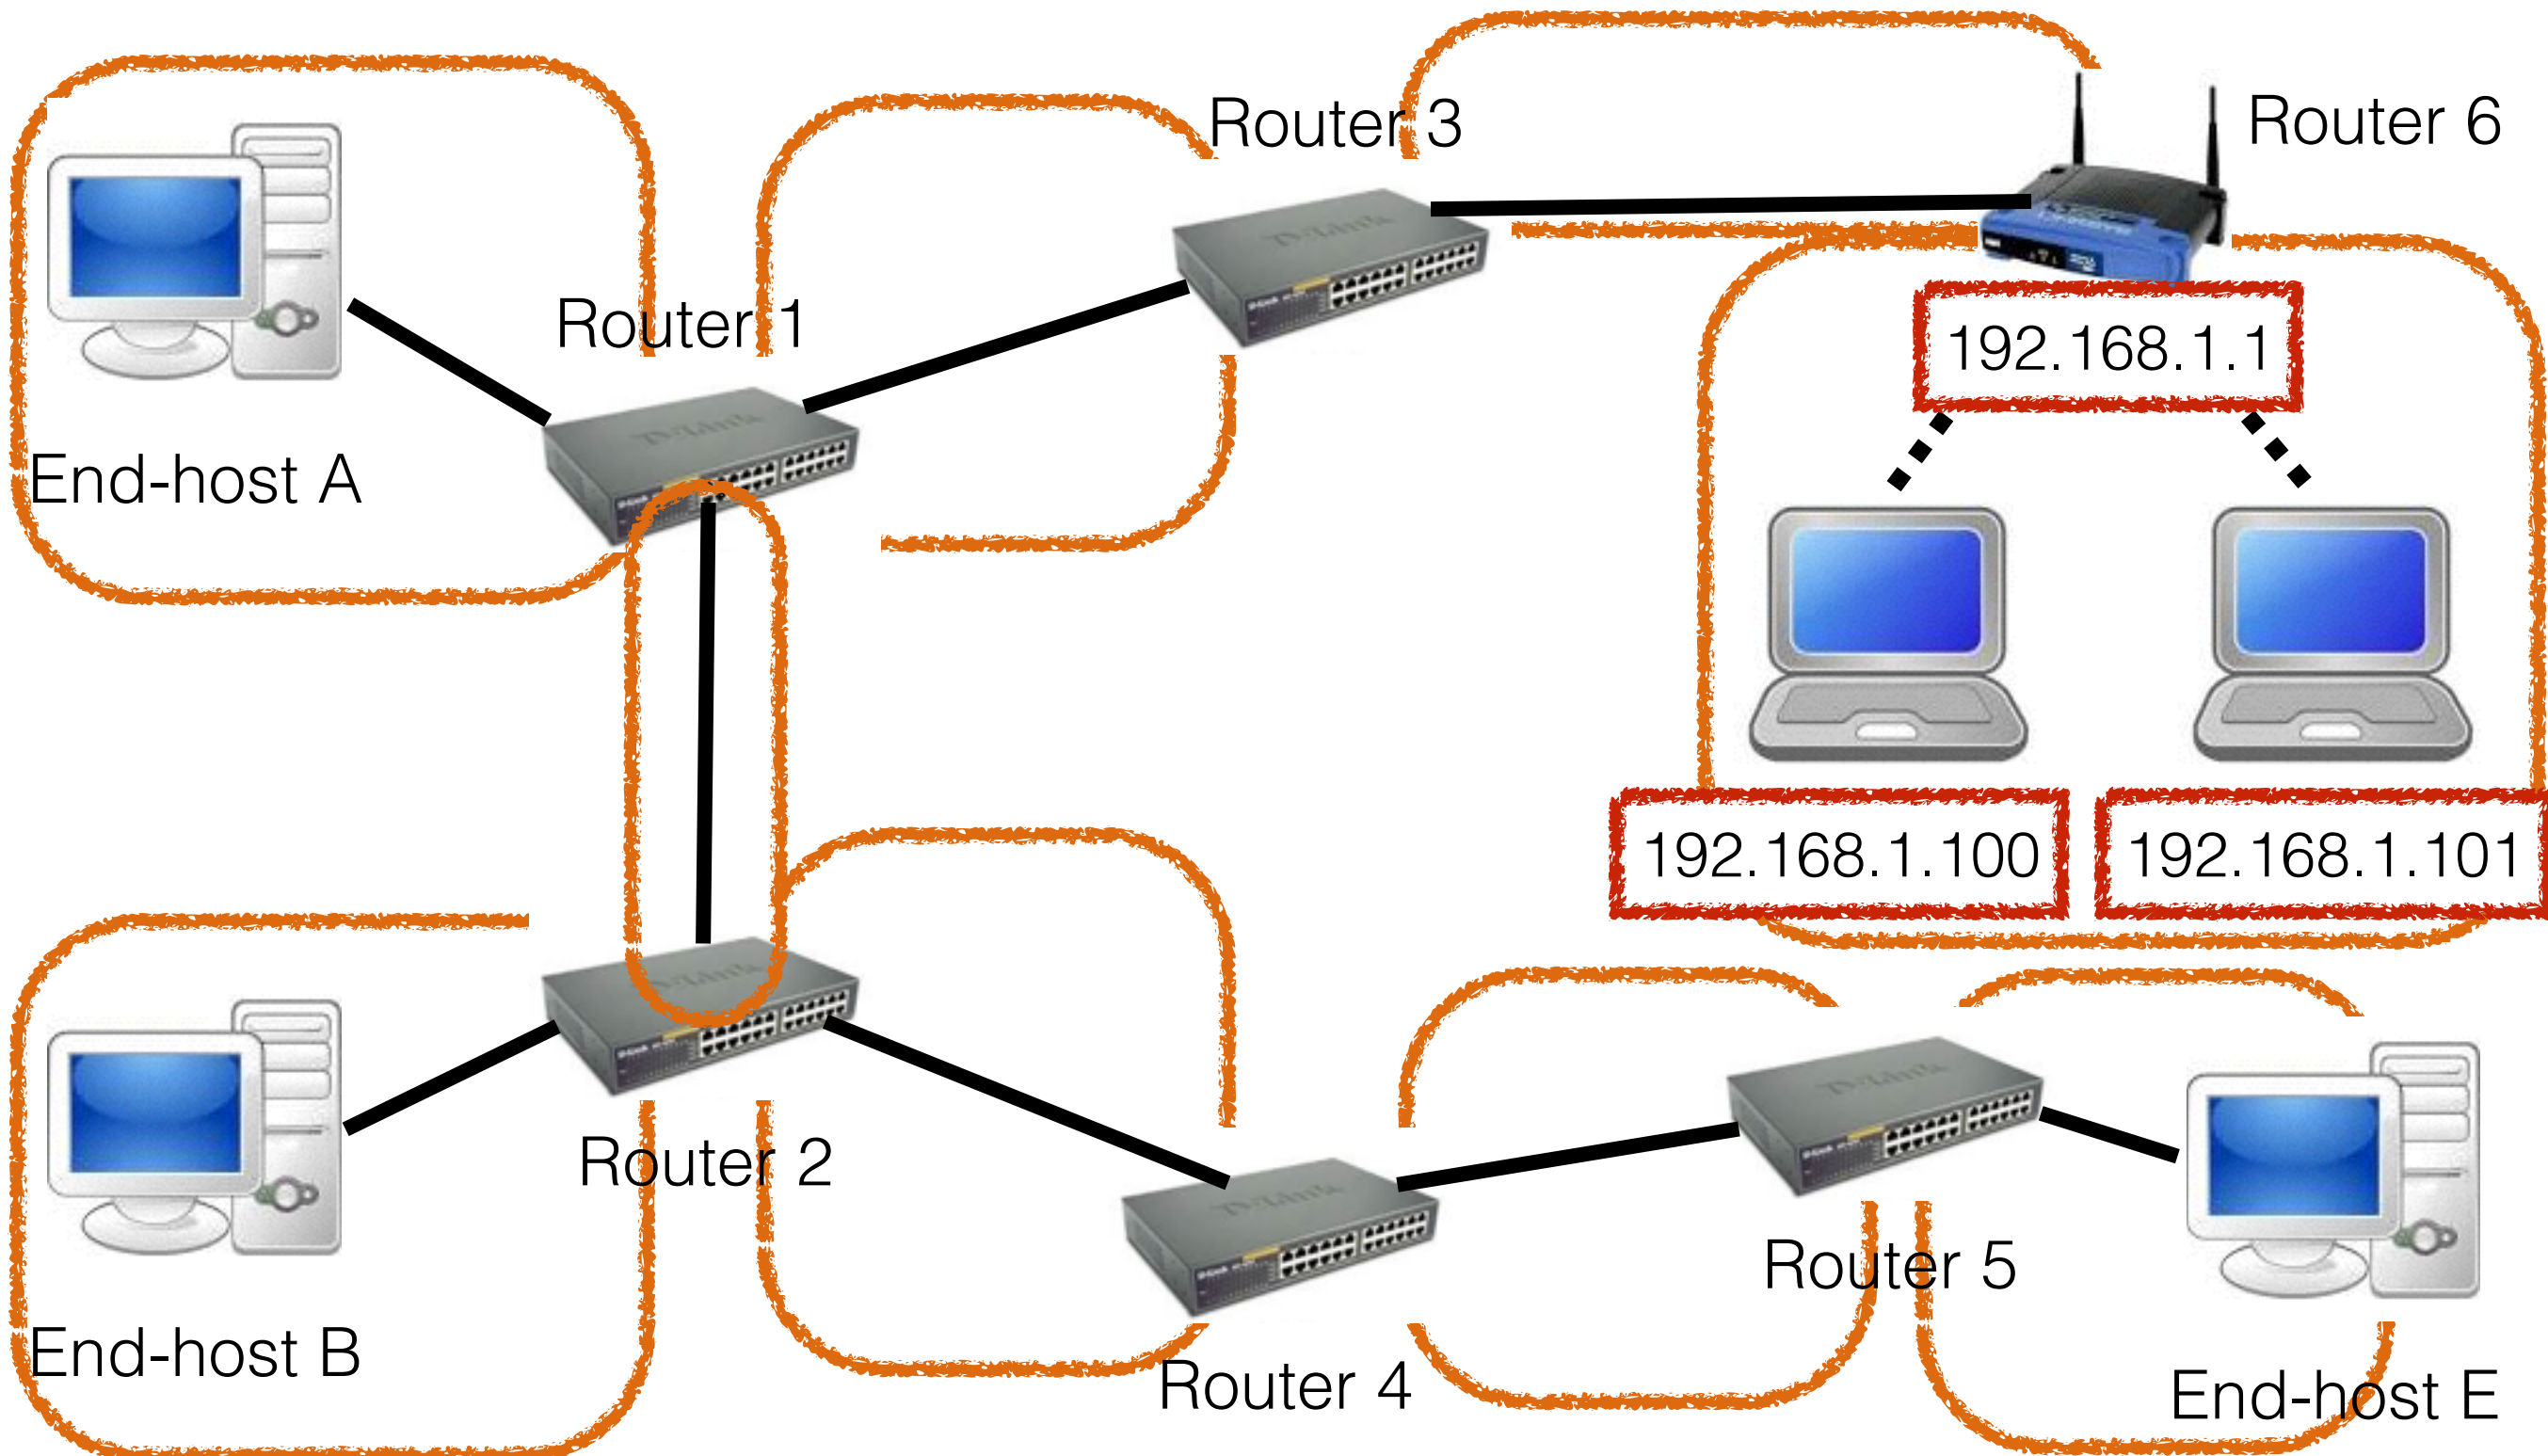 Router 3
Router 6
Router 1
192.168.1.1
End-host A
192.168.1.100
192.168.1.101
Router 2
Router 5
End-host B
Router 4
End-host E